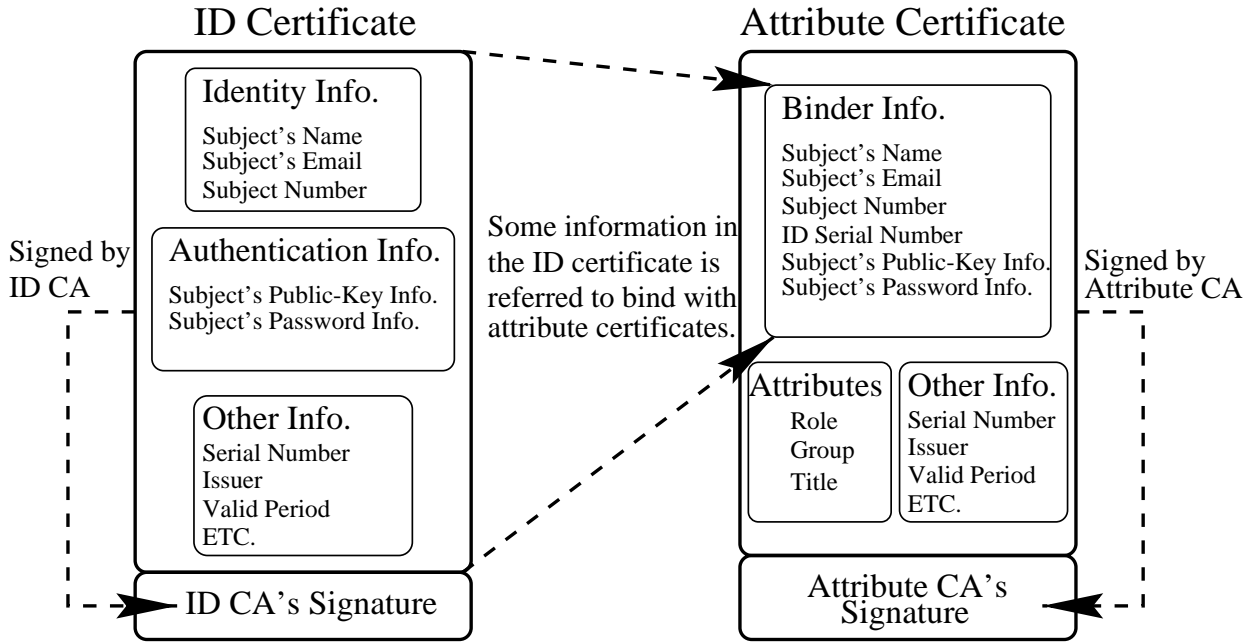 ID Certificate
Identity Info.
Subject's Name
Subject's Email
Subject Number
Authentication Info.
Subject's Public-Key Info.
Subject's Password Info.
Other Info.
Serial Number
Issuer
Valid Period
ETC.
ID CA's Signature
Signed by
ID CA
Some information in
the ID certificate is
referred to bind with
attribute certificates.
Attribute Certificate
Binder Info.
Subject's Name
Subject's Email
Subject Number
ID Serial Number
Subject's Public-Key Info.
Subject's Password Info.
Attributes
Role
Group
Title
Other Info.
Serial Number
Issuer
Valid Period
ETC.
Attribute CA's
Signature
Signed by
Attribute CA